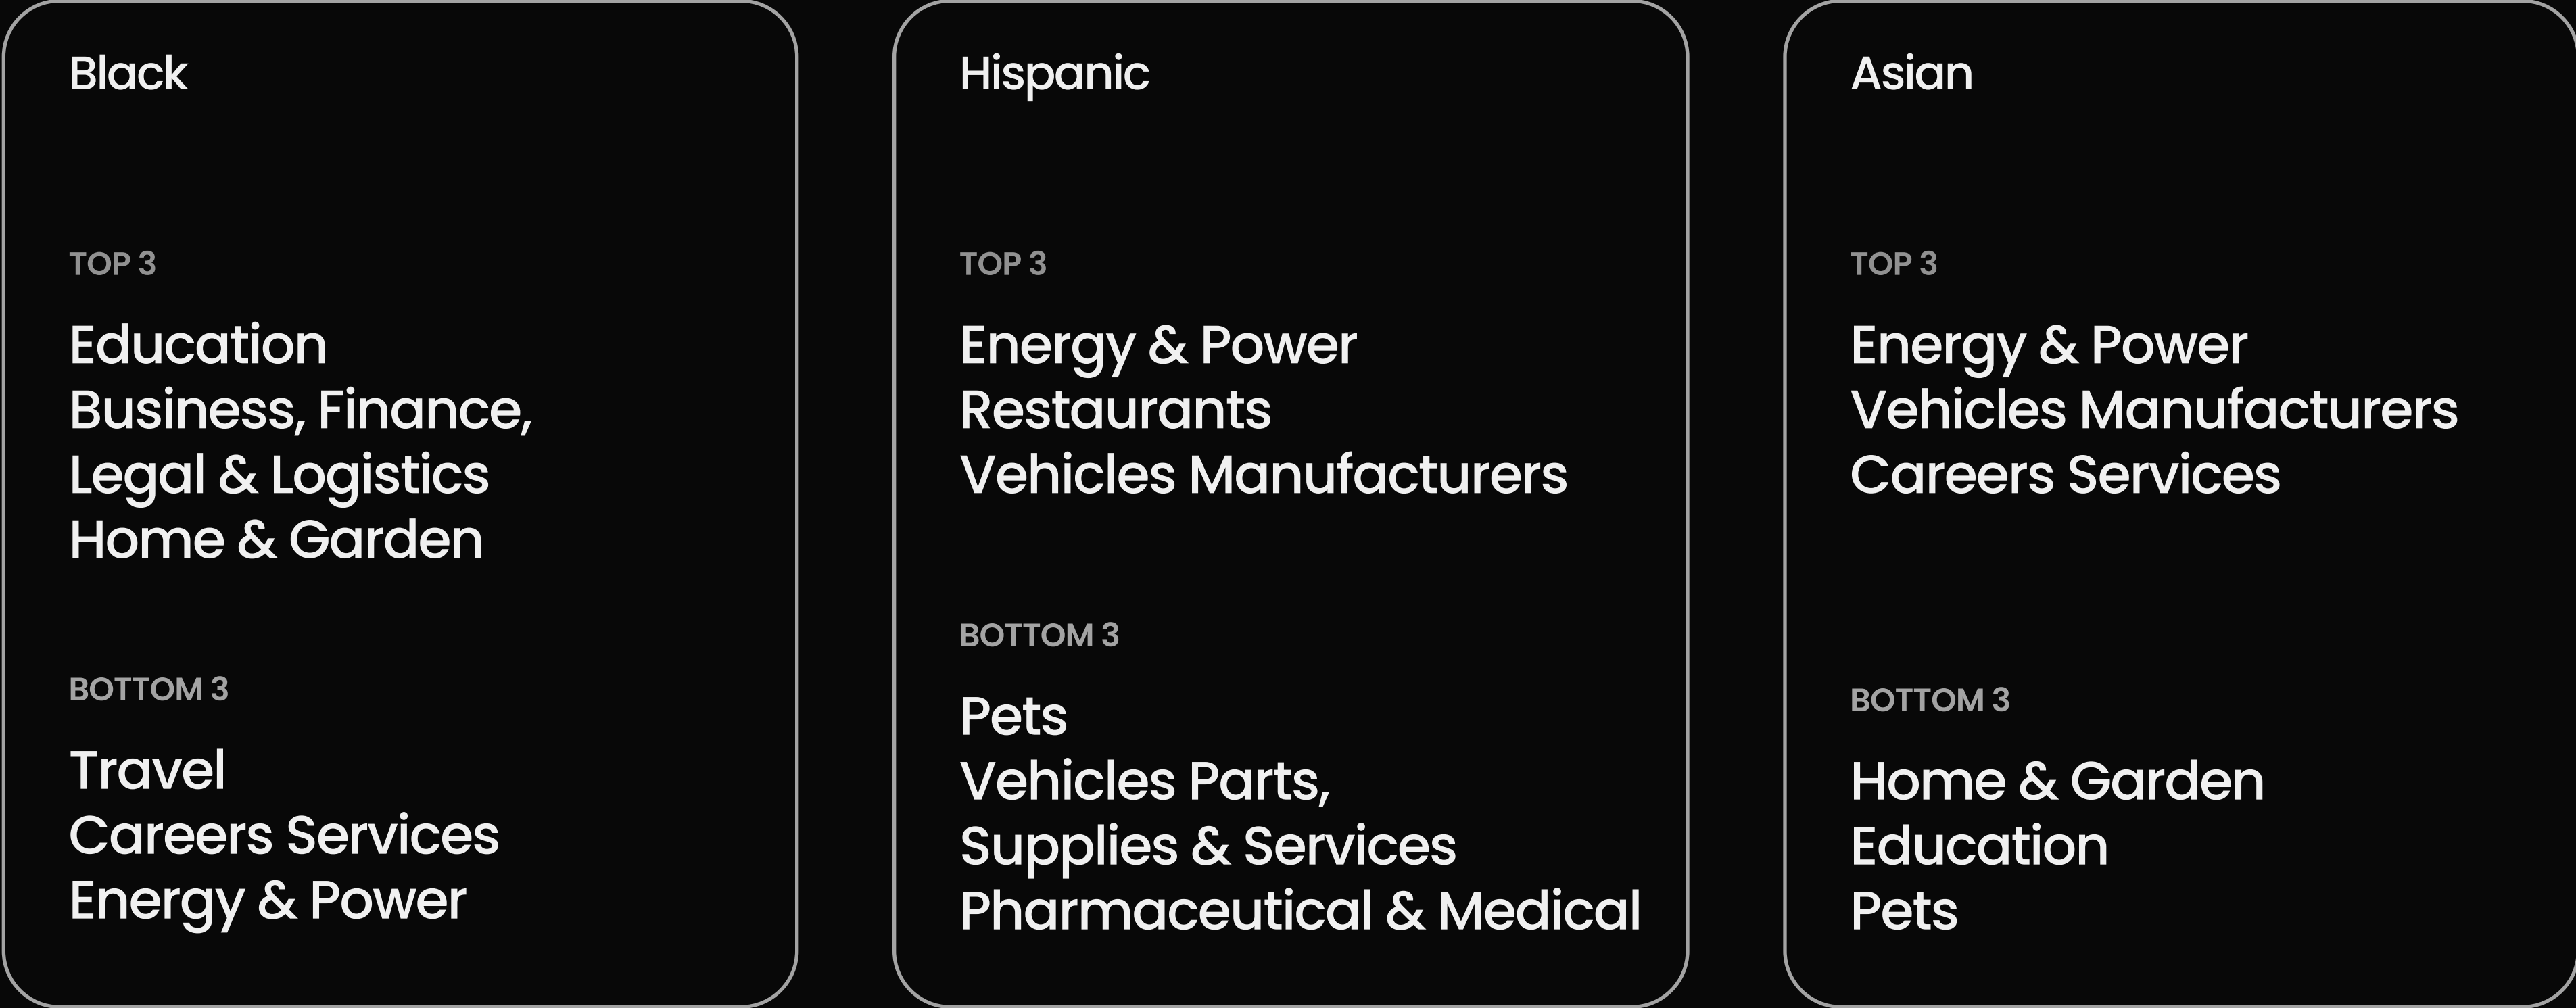 Black
TOP 3
Education
Business, Finance,
Legal & Logistics
Home & Garden
BOTTOM 3
Travel
Careers Services
Energy & Power
Hispanic
TOP 3
Energy & Power
Restaurants
Vehicles Manufacturers
BOTTOM 3
Pets
Vehicles Parts,
Supplies & Services
Pharmaceutical & Medical
Asian
TOP 3
Energy & Power
Vehicles Manufacturers
Careers Services
BOTTOM 3
Home & Garden
Education
Pets